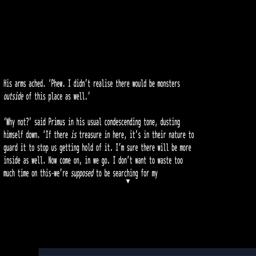 His arms ached. 'Phew. I didn't realise there would be monsters
outside of this place as well.'
'Why not?' said Primus in his usual condescending tone, dusting
himself down. 'If there is treasure in here, it's in their nature to
guard it to stop us getting hold of it. I'm sure there will be more
inside as well. Now come on, in we go. I don't want to waste too
much time on this-we're supposed to be searching for my